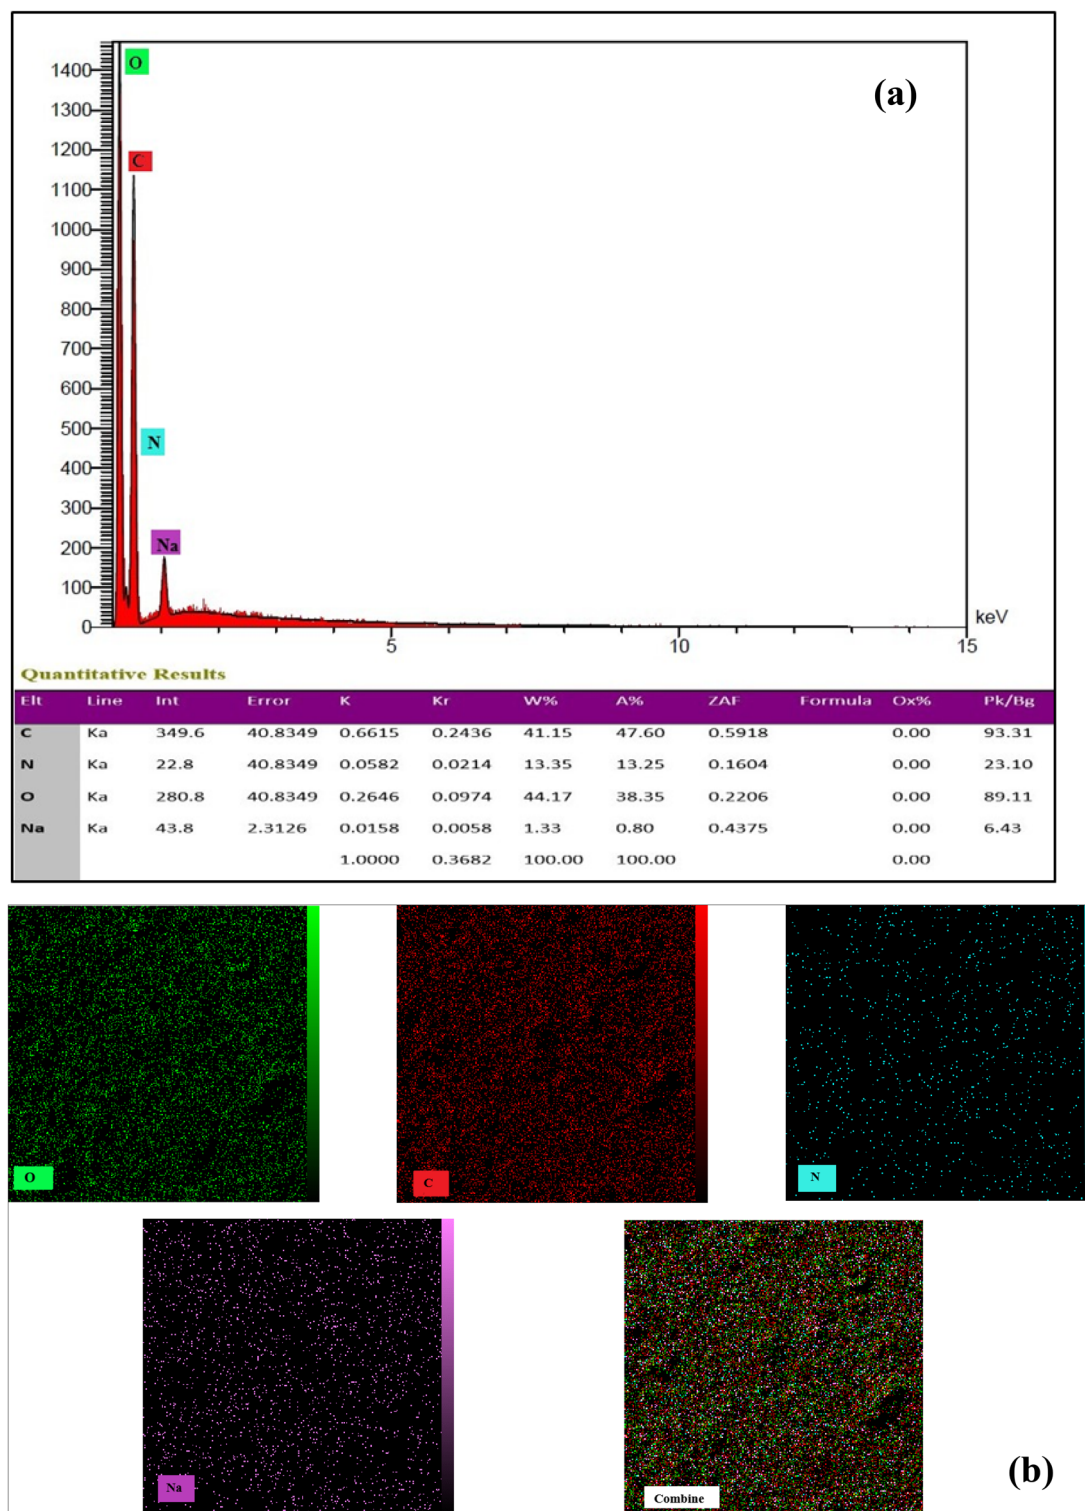 1400
1300
1200
1100
1000
900
800
700
600
500
400
300
200
100
0
O
C
N
Na
(a)
5
10
15
keV
Quantitative Results
Elt Line Int Error K Kr W% A% ZAF Formula Ox% Pk/Bg
C Ka 349.6 40.8349 0.6615 0.2436 41.15 47.60 0.5918 0.00 93.31
N Ka 22.8 40.8349 0.0582 0.0214 13.35 13.25 0.1604 0.00 23.10
O Ka 280.8 40.8349 0.2646 0.0974 44.17 38.35 0.2206 0.00 89.11
Na Ka 43.8 2.3126 0.0158 0.0058 1.33 0.80 0.4375 0.00 6.43
1.0000 0.3682 100.00 100.00 0.00
O
C
N
Na
Combine
(b)